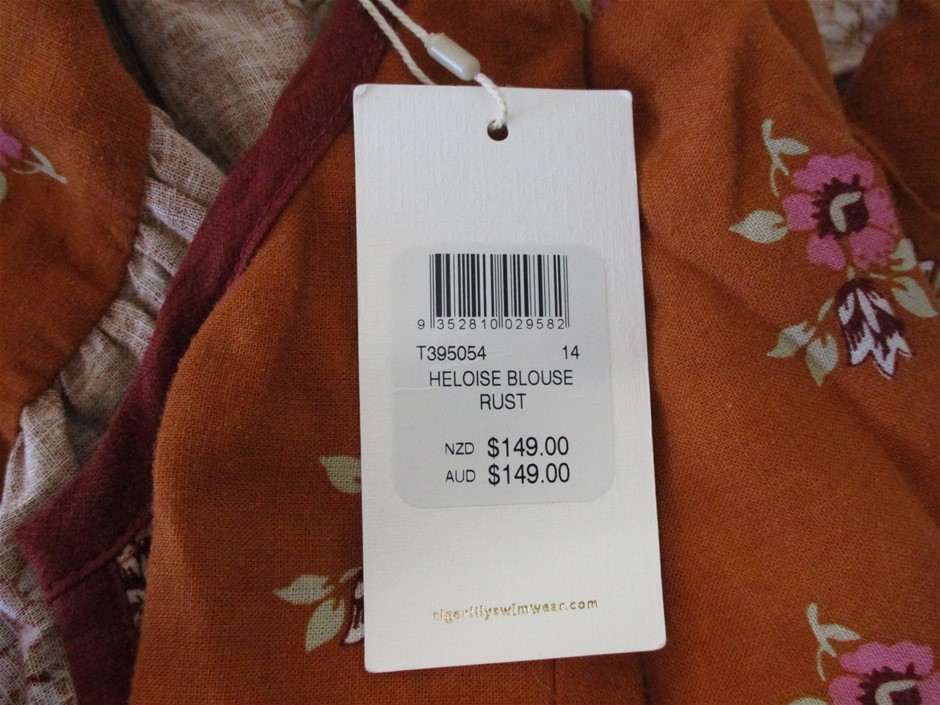 9 352810 029582
T395054 14
HELOISE BLOUSE
RUST
NZD $149.00
AUD $149.00
tigerlilyswimwear.com